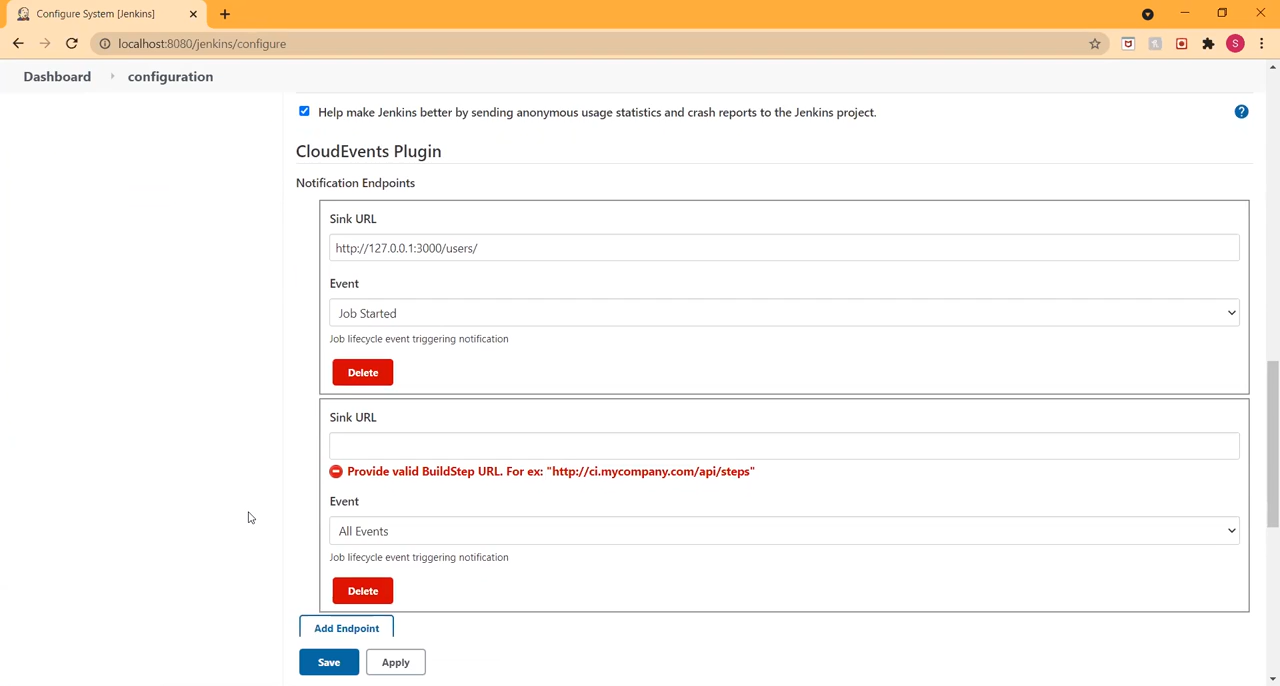 Configure System [Jenkins]
localhost:8080/jenkins/configure
S
Dashboard
configuration
Help make Jenkins better by sending anonymous usage statistics and crash reports to the Jenkins project.
?
CloudEvents Plugin
Notification Endpoints
Sink URL
http://127.0.0.1:3000/users/
Event
Job Started
Job lifecycle event triggering notification
Delete
Sink URL
Provide valid BuildStep URL. For ex: "http://ci.mycompany.com/api/steps"
Event
All Events
Job lifecycle event triggering notification
Delete
Add Endpoint
Save
Apply